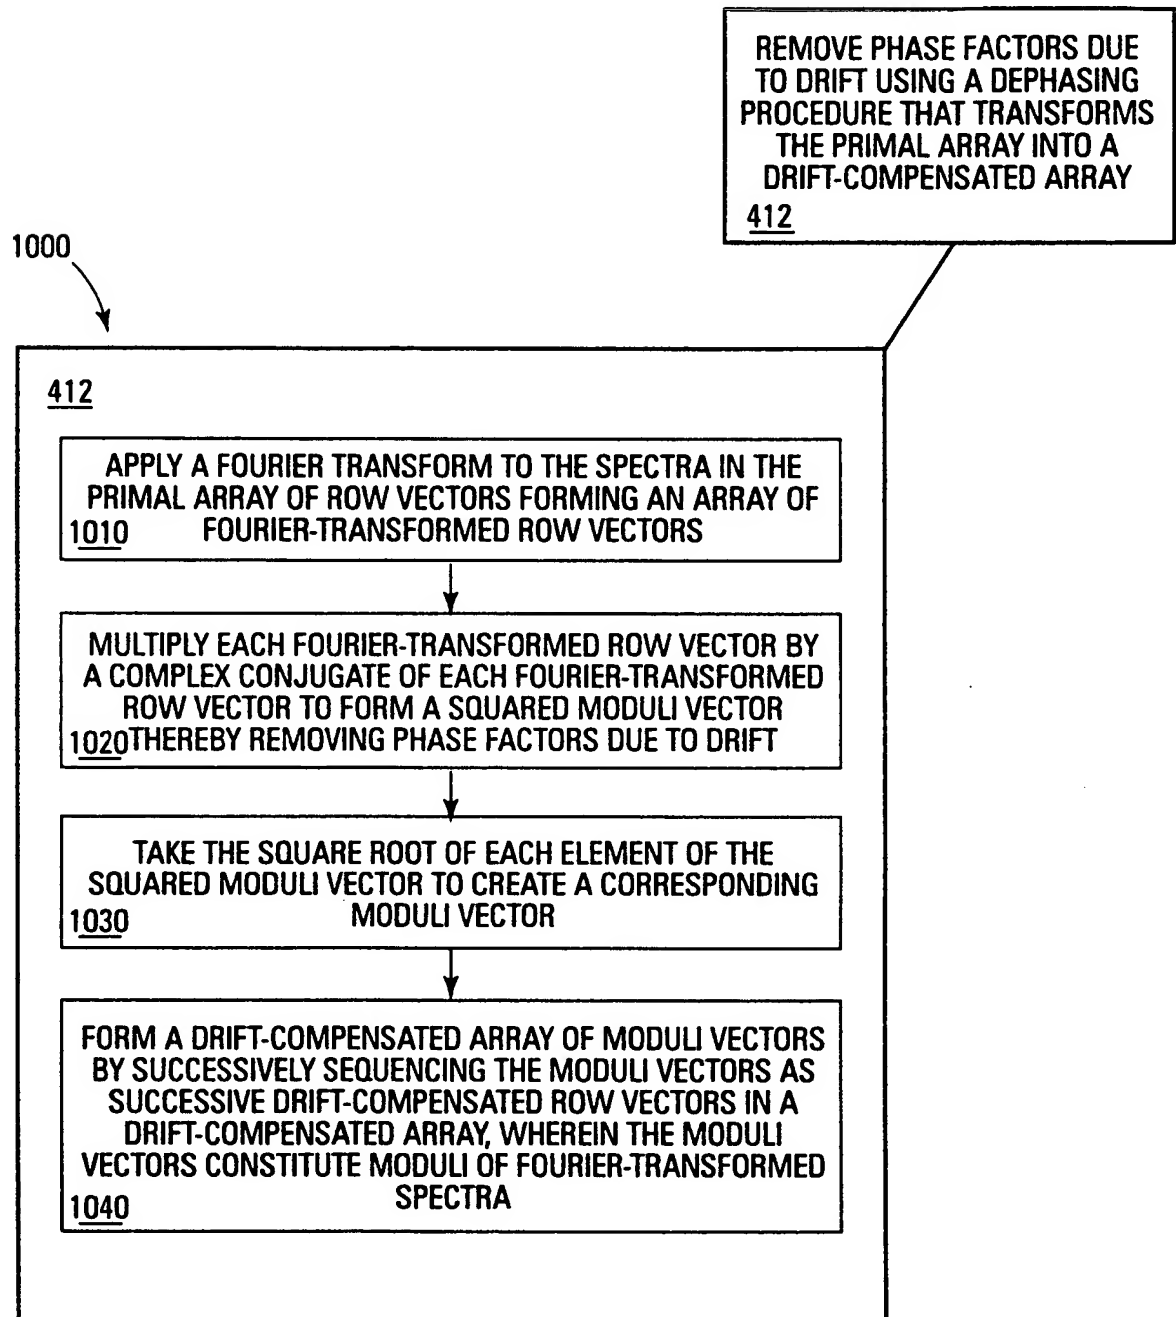 REMOVE PHASE FACTORS DUE
TO DRIFT USING A DEPHASING
PROCEDURE THAT TRANSFORMS
THE PRIMAL ARRAY INTO A
DRIFT-COMPENSATED ARRAY
412
1000
412
APPLY A FOURIER TRANSFORM TO THE SPECTRA IN THE
PRIMAL ARRAY OF ROW VECTORS FORMING AN ARRAY OF
1010 FOURIER-TRANSFORMED ROW VECTORS
MULTIPLY EACH FOURIER-TRANSFORMED ROW VECTOR BY
A COMPLEX CONJUGATE OF EACH FOURIER-TRANSFORMED
ROW VECTOR TO FORM A SQUARED MODULI VECTOR
1020 THEREBY REMOVING PHASE FACTORS DUE TO DRIFT
TAKE THE SQUARE ROOT OF EACH ELEMENT OF THE
SQUARED MODULI VECTOR TO CREATE A CORRESPONDING
1030 MODULI VECTOR
FORM A DRIFT-COMPENSATED ARRAY OF MODULI VECTORS
BY SUCCESSIVELY SEQUENCING THE MODULI VECTORS AS
SUCCESSIVE DRIFT-COMPENSATED ROW VECTORS IN A
DRIFT-COMPENSATED ARRAY, WHEREIN THE MODULI
VECTORS CONSTITUTE MODULI OF FOURIER-TRANSFORMED
1040 SPECTRA